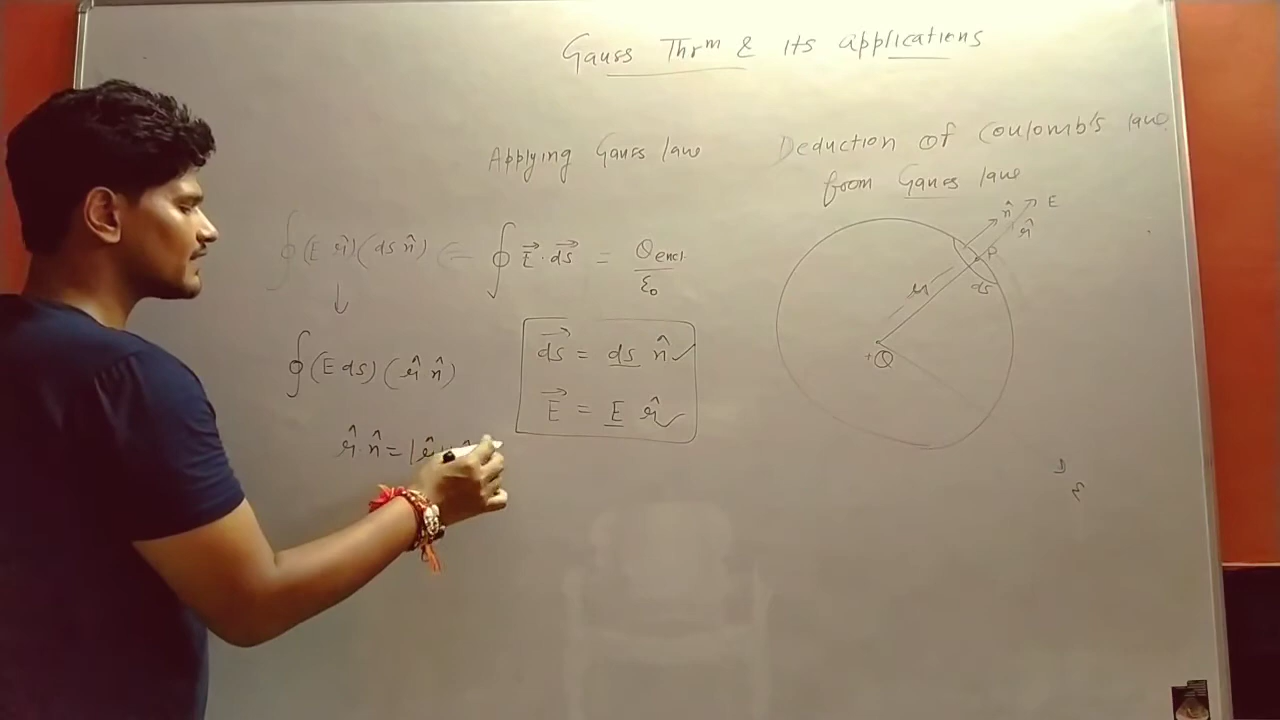 Gauss Thrm & its applications
Applying Gauss law
Deduction of Coulomb's law
from Gauss law
∮(E r̂)(ds n̂) = ∮ E⃗ · ds⃗ = Qencl. / ε₀
↓
∮(E ds)(r̂ n̂)
ds⃗ = ds n̂ ✓
E⃗ = E r̂ ✓
r̂ · n̂ = |r̂|
n̂
E
r̂
P
ds
r
+Q